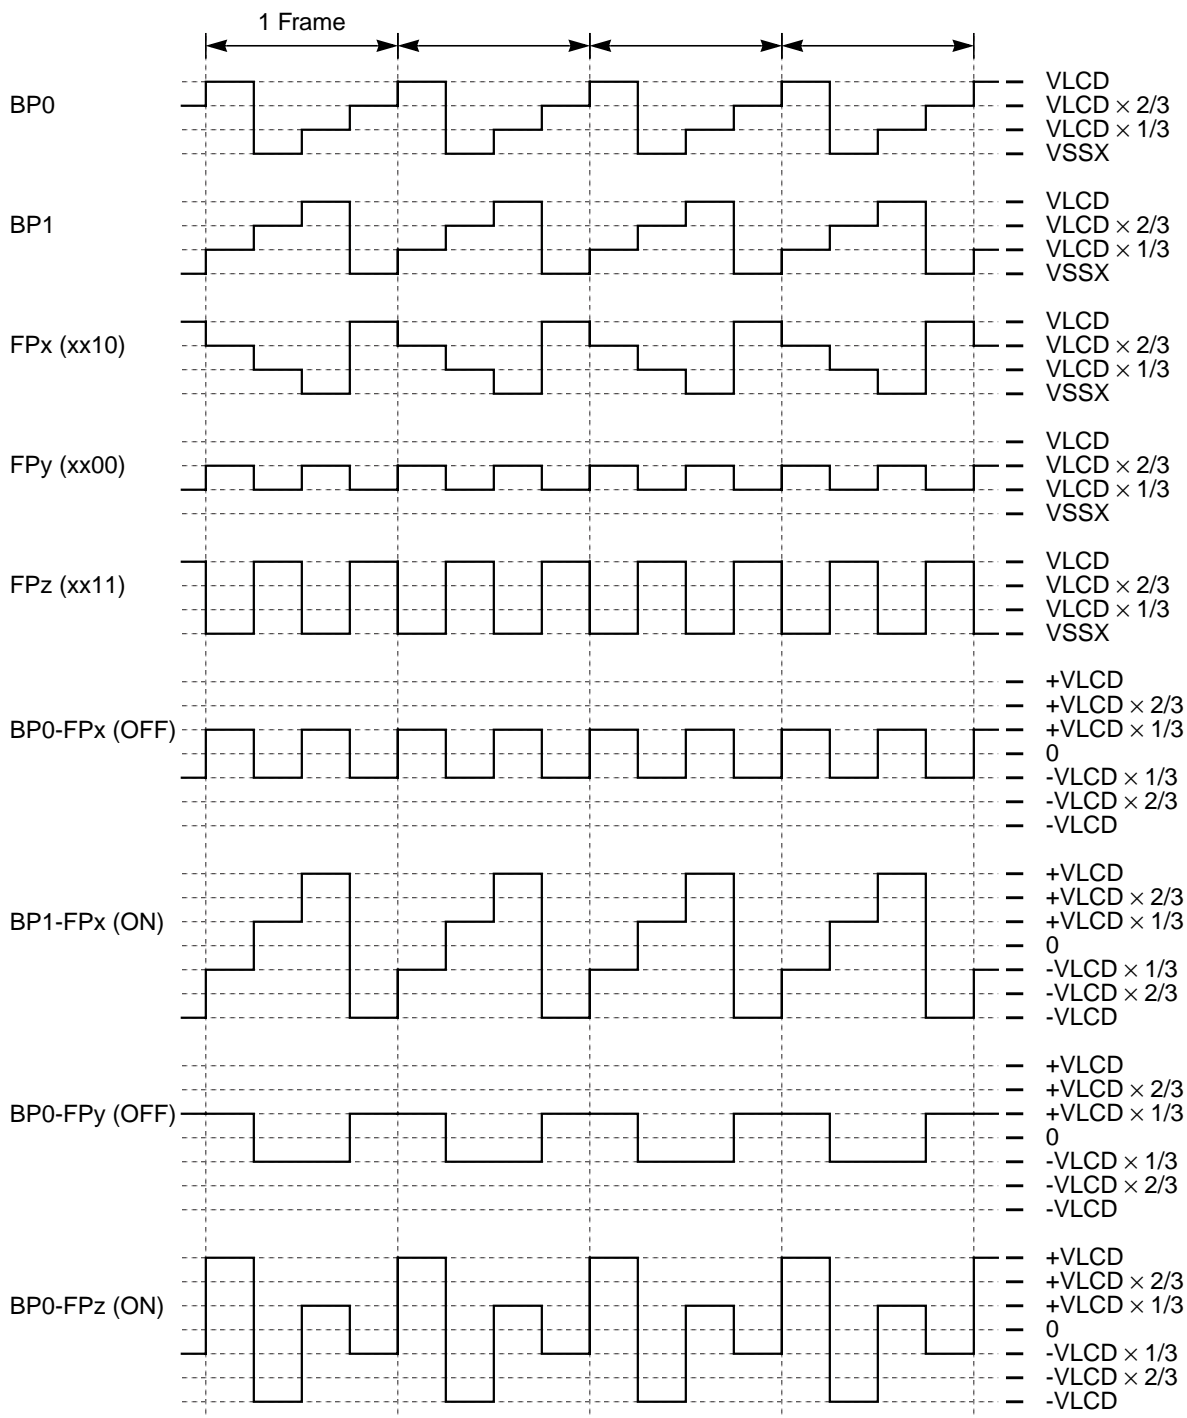 1 Frame
BP0
VLCD
VLCD × 2/3
VLCD × 1/3
VSSX
BP1
VLCD
VLCD × 2/3
VLCD × 1/3
VSSX
FPx (xx10)
VLCD
VLCD × 2/3
VLCD × 1/3
VSSX
FPy (xx00)
VLCD
VLCD × 2/3
VLCD × 1/3
VSSX
FPz (xx11)
VLCD
VLCD × 2/3
VLCD × 1/3
VSSX
BP0-FPx (OFF)
+VLCD
+VLCD × 2/3
+VLCD × 1/3
0
-VLCD × 1/3
-VLCD × 2/3
-VLCD
BP1-FPx (ON)
+VLCD
+VLCD × 2/3
+VLCD × 1/3
0
-VLCD × 1/3
-VLCD × 2/3
-VLCD
BP0-FPy (OFF)
+VLCD
+VLCD × 2/3
+VLCD × 1/3
0
-VLCD × 1/3
-VLCD × 2/3
-VLCD
BP0-FPz (ON)
+VLCD
+VLCD × 2/3
+VLCD × 1/3
0
-VLCD × 1/3
-VLCD × 2/3
-VLCD